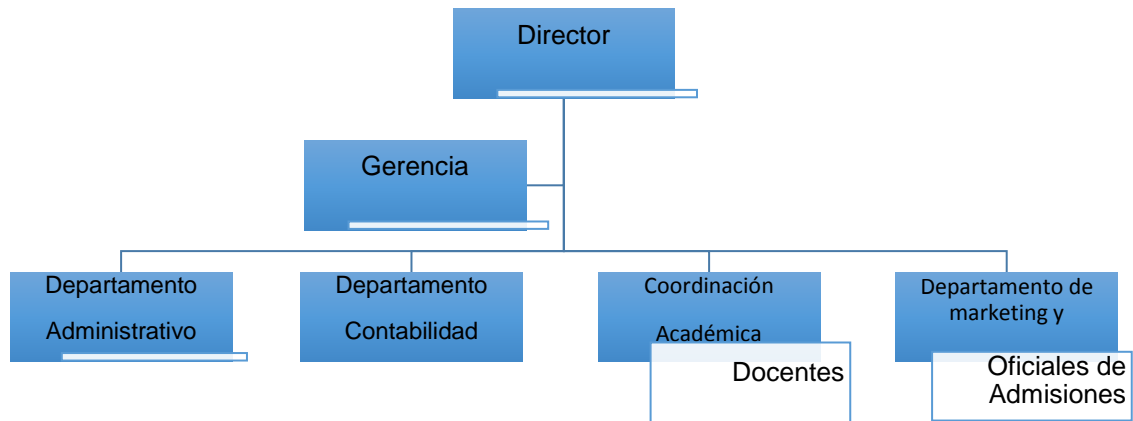 Director
Gerencia
Departamento
Administrativo
Departamento
Contabilidad
Coordinación
Académica
Docentes
Departamento de
marketing y
Oficiales de
Admisiones